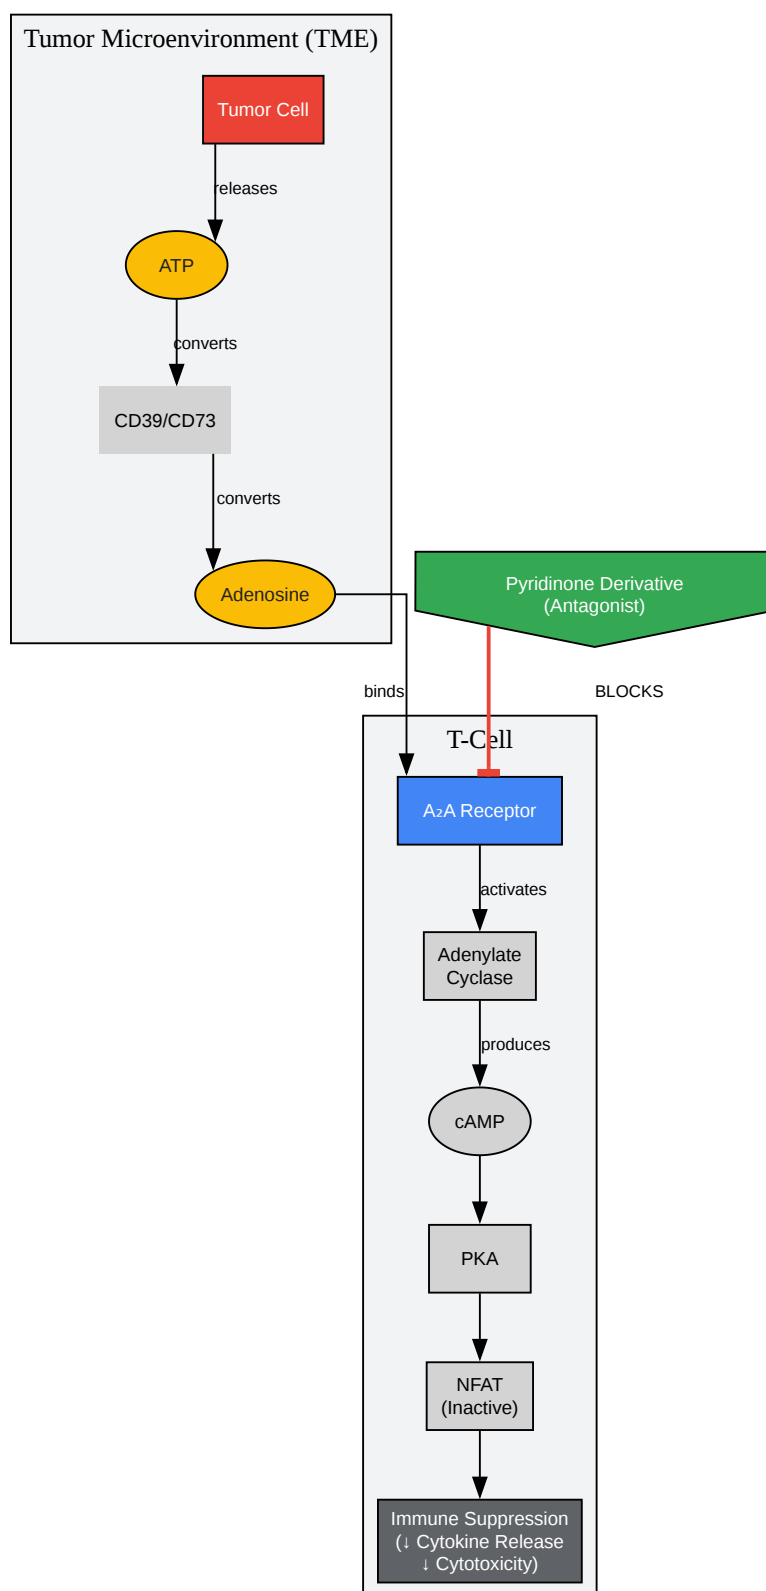 Tumor Microenvironment (TME)
Tumor Cell
releases
ATP
converts
CD39/CD73
converts
Adenosine
Pyridinone Derivative
(Antagonist)
binds
BLOCKS
T-Cell
A₂A Receptor
activates
Adenylate
Cyclase
produces
cAMP
PKA
NFAT
(Inactive)
Immune Suppression
(↓ Cytokine Release
↓ Cytotoxicity)